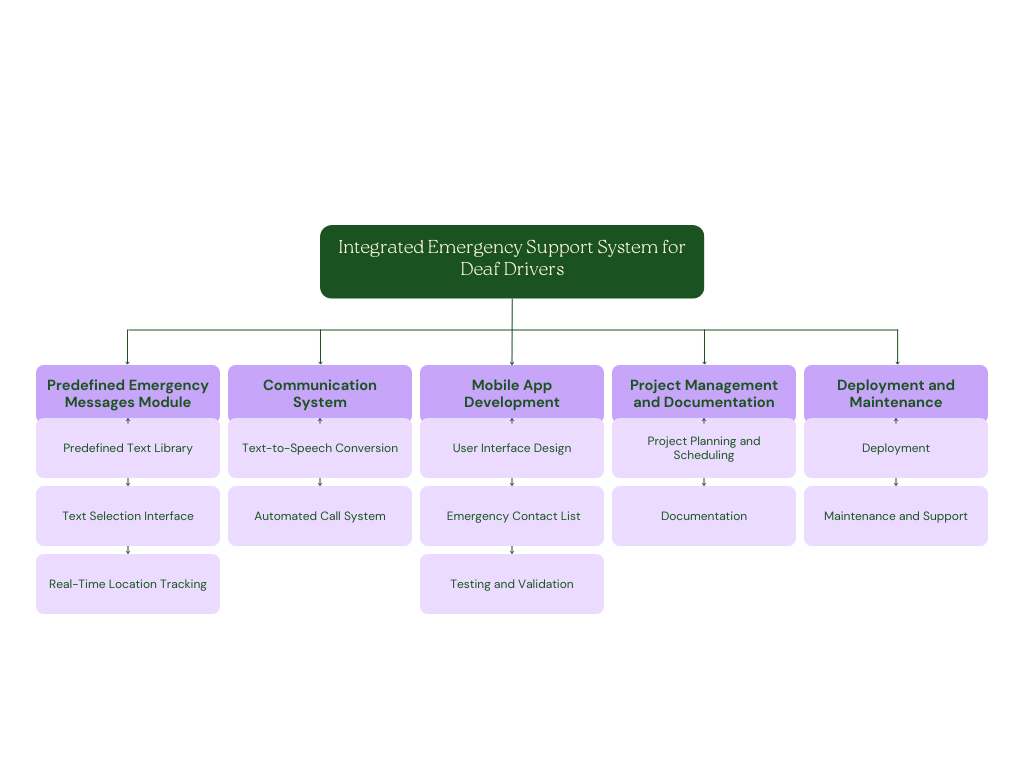 Integrated Emergency Support System for
Deaf Drivers
Predefined Emergency
Messages Module
Predefined Text Library
Text Selection Interface
Real-Time Location Tracking
Communication
System
Text-to-Speech Conversion
Automated Call System
Mobile App
Development
User Interface Design
Emergency Contact List
Testing and Validation
Project Management
and Documentation
Project Planning and
Scheduling
Documentation
Deployment and
Maintenance
Deployment
Maintenance and Support